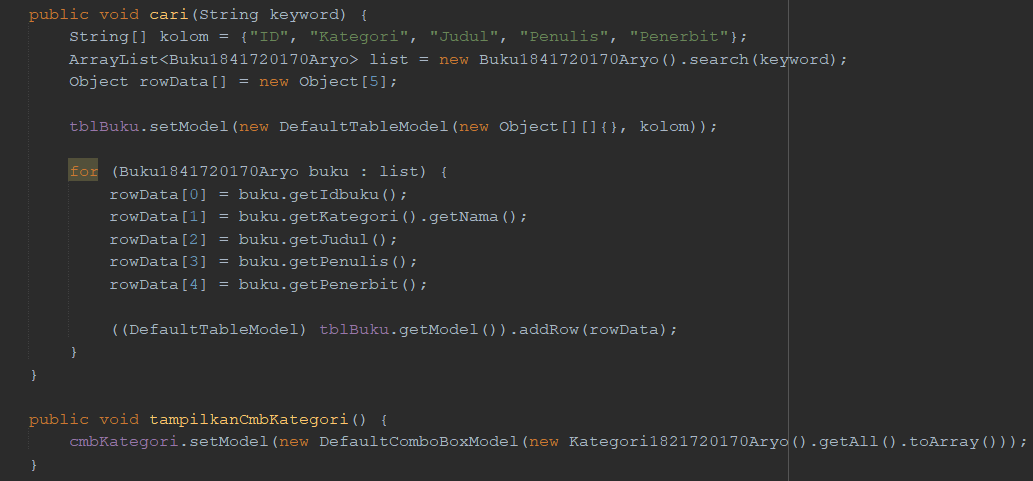 public void cari(String keyword) {
    String[] kolom = {"ID", "Kategori", "Judul", "Penulis", "Penerbit"};
    ArrayList<Buku1841720170Aryo> list = new Buku1841720170Aryo().search(keyword);
    Object rowData[] = new Object[5];
    tblBuku.setModel(new DefaultTableModel(new Object[][]{}, kolom));
    for (Buku1841720170Aryo buku : list) {
        rowData[0] = buku.getIdbuku();
        rowData[1] = buku.getKategori().getNama();
        rowData[2] = buku.getJudul();
        rowData[3] = buku.getPenulis();
        rowData[4] = buku.getPenerbit();
        ((DefaultTableModel) tblBuku.getModel()).addRow(rowData);
    }
}
public void tampilkanCmbKategori() {
    cmbKategori.setModel(new DefaultComboBoxModel(new Kategori1821720170Aryo().getAll().toArray()));
}